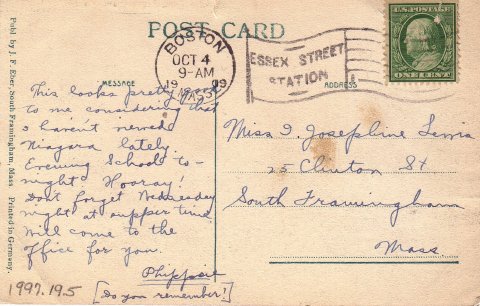 POST CARD
Publ by J. F. Eber, South Framingham, Mass. Printed in Germany.
MESSAGE
ADDRESS
BOSTON
OCT 4
9-AM
1909
MASS
ESSEX STREET
STATION
U.S. POSTAGE
ONE CENT
This looks pretty good
to me considering that
I haven't viewed
Niagara lately.
Evening School to-
night. Hooray!
Don't forget Wednesday
night at supper time.
Will come to the
office for you.
[Do you remember?]
1997.19.5
Miss I. Josephine Lewis
25 Clinton St
South Framingham
Mass.